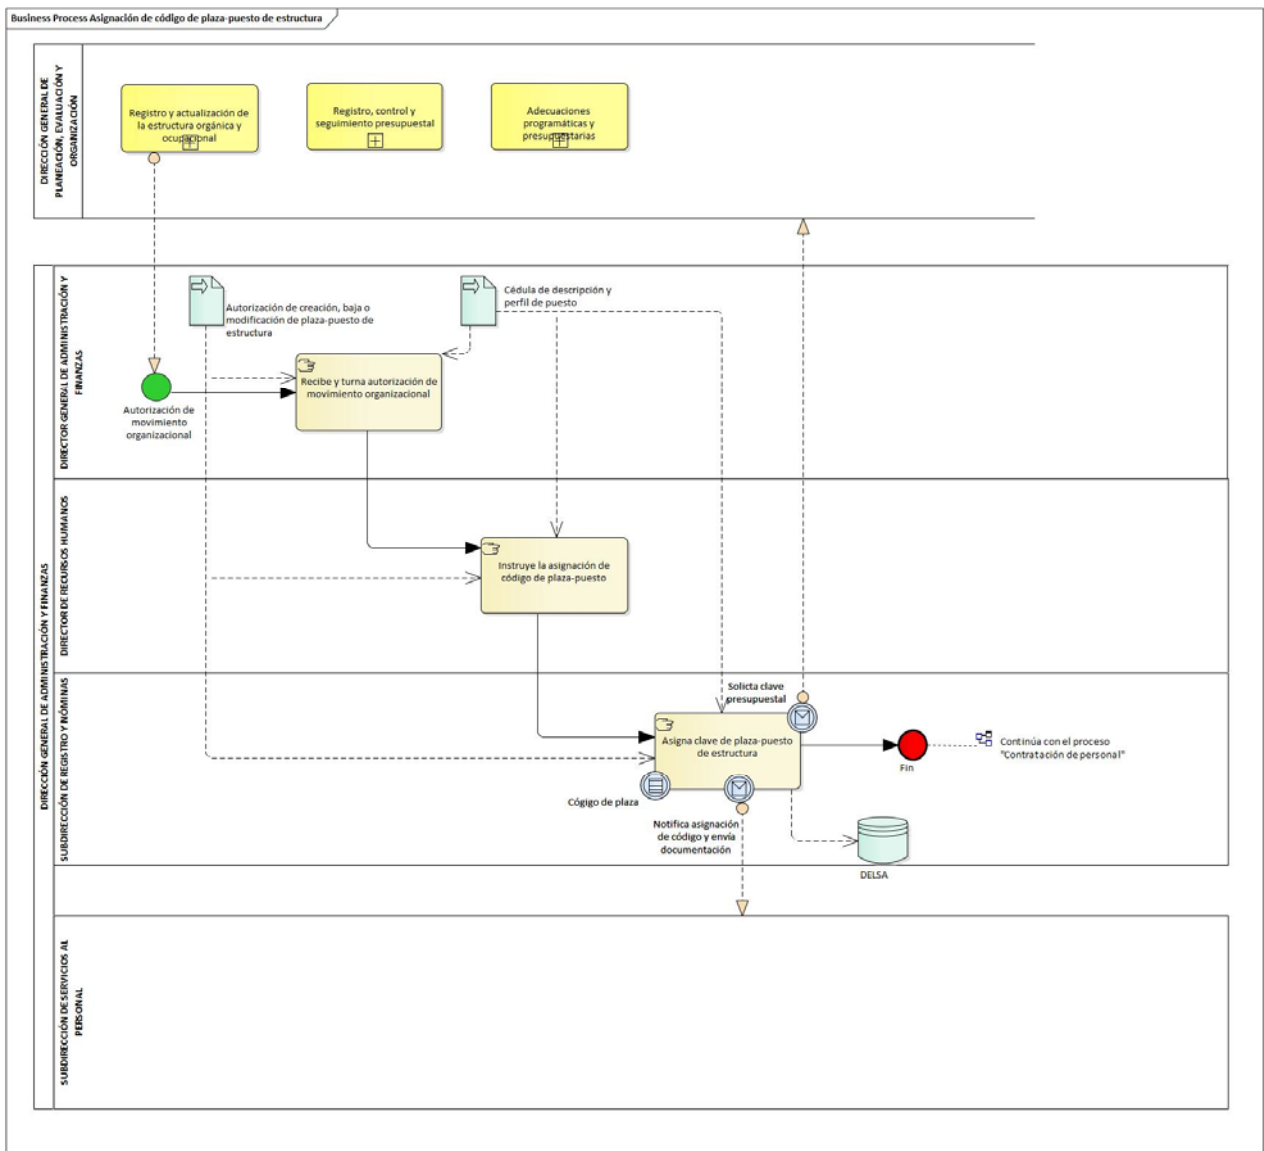 Business Process Asignación de código de plaza-puesto de estructura
DIRECCIÓN GENERAL DE
PLANEACIÓN, EVALUACIÓN Y
ORGANIZACIÓN
Registro y actualización de
la estructura orgánica y
ocupacional
Registro, control y
seguimiento presupuestal
Adecuaciones
programáticas y
presupuestarias
DIRECCIÓN GENERAL DE ADMINISTRACIÓN Y FINANZAS
DIRECTOR GENERAL DE ADMINISTRACIÓN Y
FINANZAS
Autorización de creación, baja o
modificación de plaza-puesto de
estructura
Cédula de descripción y
perfil de puesto
Recibe y turna autorización de
movimiento organizacional
Autorización de
movimiento
organizacional
DIRECTOR DE RECURSOS HUMANOS
Instruye la asignación de
código de plaza-puesto
SUBDIRECCIÓN DE REGISTRO Y NÓMINAS
Solicta clave
presupuestal
Asigna clave de plaza-puesto
de estructura
Fin
Continúa con el proceso
"Contratación de personal"
Cógigo de plaza
Notifica asignación
de código y envía
documentación
DELSA
SUBDIRECCIÓN DE SERVICIOS AL
PERSONAL